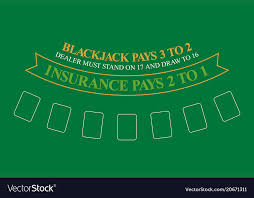 BLACKJACK PAYS 3 TO 2
DEALER MUST STAND ON 17 AND DRAW TO 16
INSURANCE PAYS 2 TO 1
VectorStock®
VectorStock.com/20671311